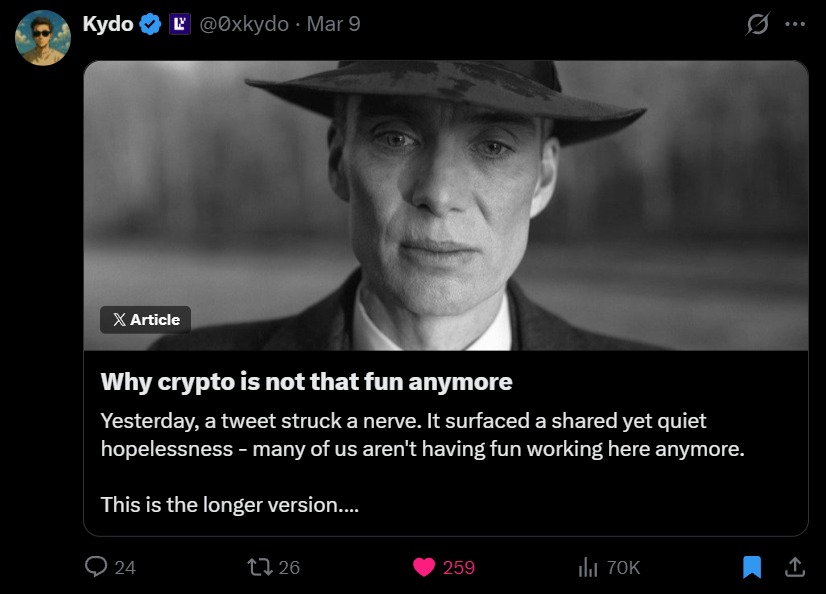 Kydo @0xkydo · Mar 9
X Article
Why crypto is not that fun anymore
Yesterday, a tweet struck a nerve. It surfaced a shared yet quiet
hopelessness - many of us aren't having fun working here anymore.
This is the longer version....
24 26 259 70K